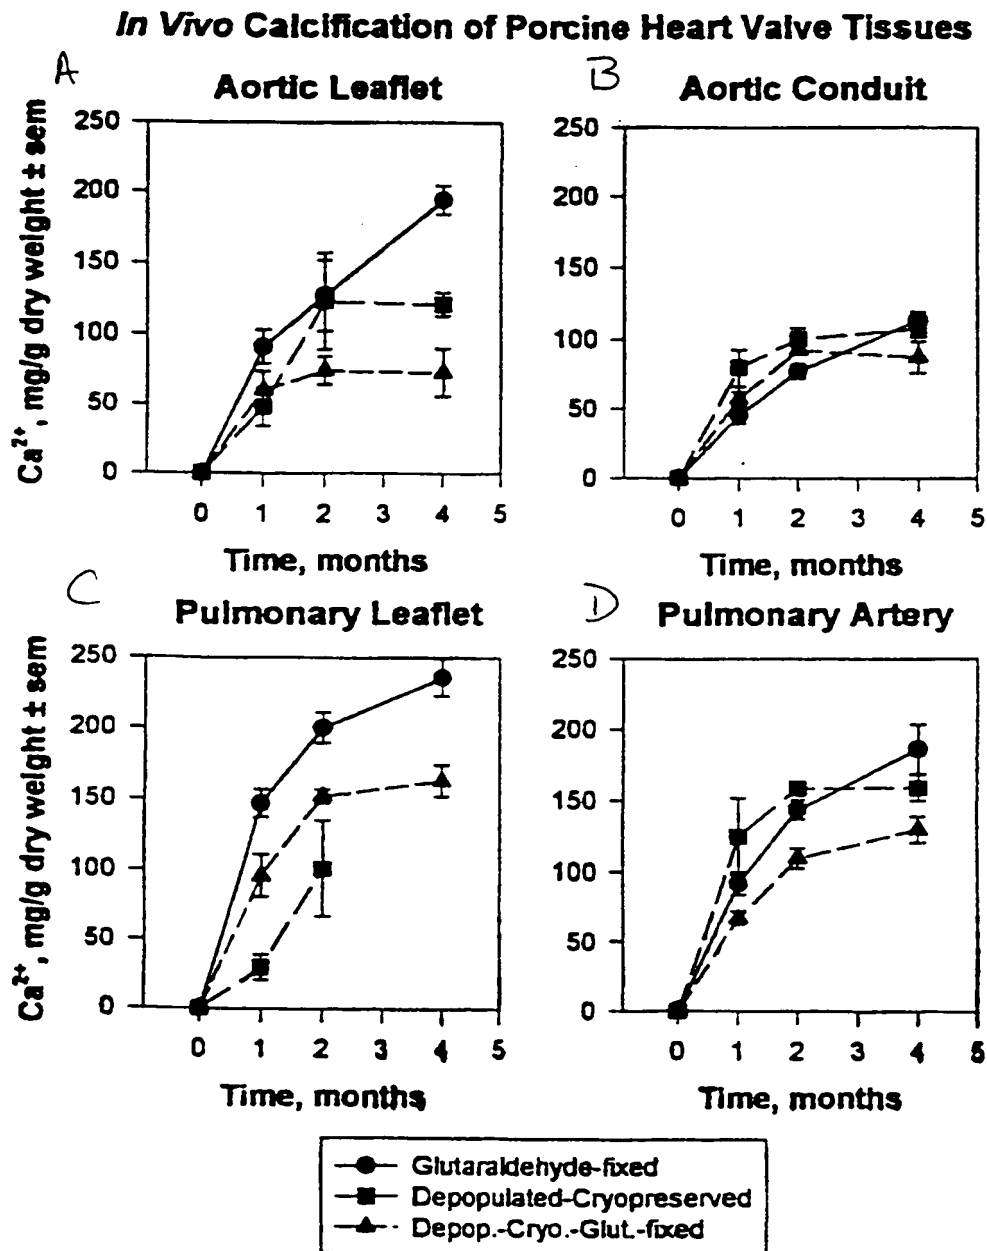 In Vivo Calcification of Porcine Heart Valve Tissues
A
Aortic Leaflet
Ca2+, mg/g dry weight ± sem
250
200
150
100
50
0
0 1 2 3 4 5
Time, months
B
Aortic Conduit
250
200
150
100
50
0
0 1 2 3 4 5
Time, months
C
Pulmonary Leaflet
Ca2+, mg/g dry weight ± sem
250
200
150
100
50
0
0 1 2 3 4 5
Time, months
D
Pulmonary Artery
250
200
150
100
50
0
0 1 2 3 4 5
Time, months
Glutaraldehyde-fixed
Depopulated-Cryopreserved
Depop.-Cryo.-Glut.-fixed